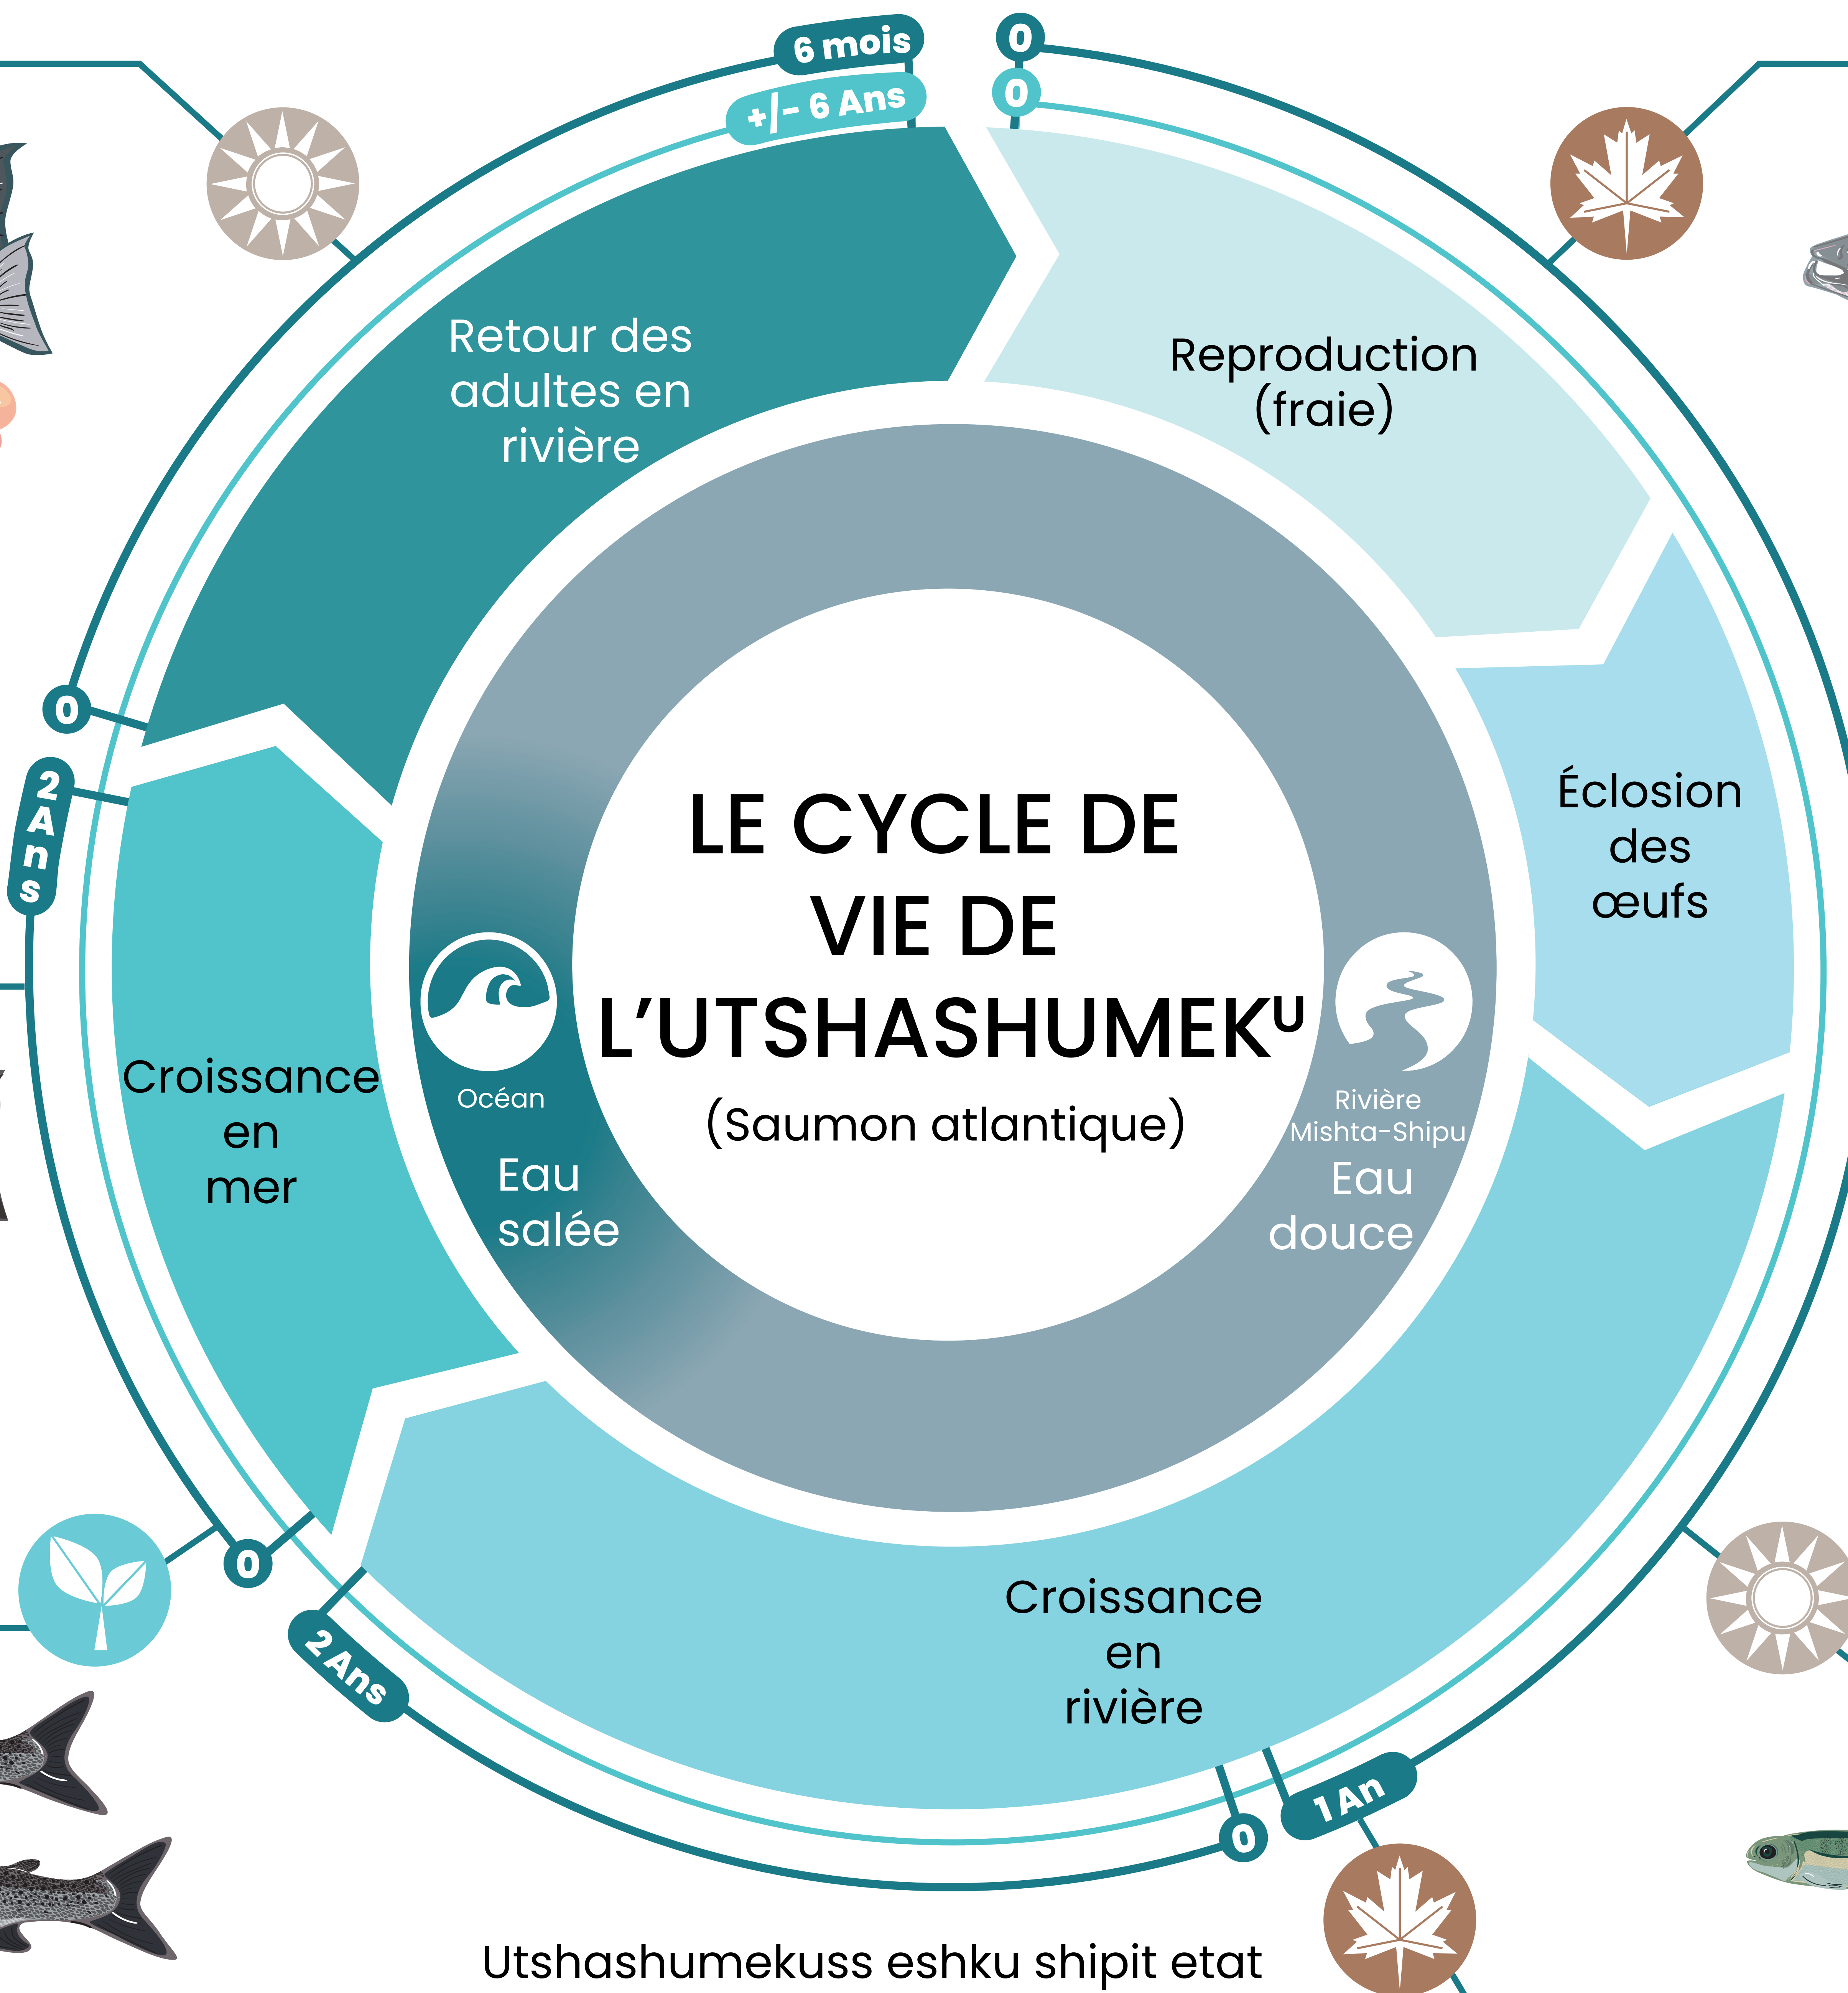 6 mois
+/- 6 Ans
0
0
Retour des
adultes en
rivière
Reproduction
(fraie)
0
2
A
n
s
Éclosion
des
œufs
LE CYCLE DE
VIE DE
L’UTSHASHUMEKᵁ
(Saumon atlantique)
Océan
Eau
salée
Rivière
Mishta-Shipu
Eau
douce
Croissance
en
mer
0
2 Ans
Croissance
en
rivière
0
1 An
Utshashumekuss eshku shipit etat